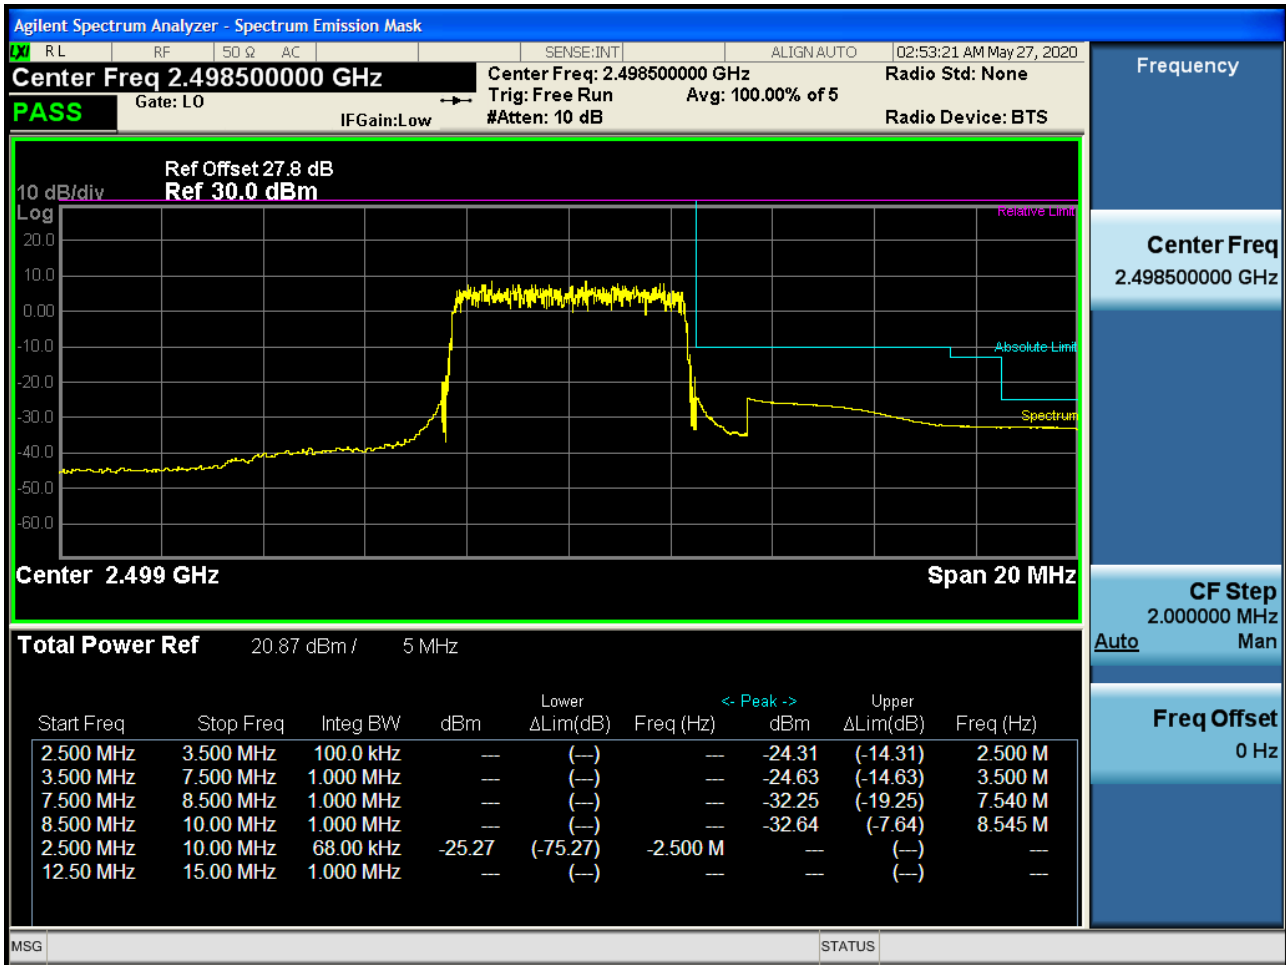 Agilent Spectrum Analyzer - Spectrum Emission Mask
LXI RL RF 50 Ω AC SENSE:INT ALIGN AUTO 02:53:21 AM May 27, 2020
Center Freq 2.498500000 GHz
Center Freq: 2.498500000 GHz
Radio Std: None
Trig: Free Run Avg: 100.00% of 5
PASS
Gate: LO
IFGain:Low
#Atten: 10 dB
Radio Device: BTS
Ref Offset 27.8 dB
10 dB/div Ref 30.0 dBm
Log
Relative Limit
20.0
10.0
0.00
-10.0
Absolute Limit
-20.0
-30.0
Spectrum
-40.0
-50.0
-60.0
Center 2.499 GHz Span 20 MHz
Total Power Ref 20.87 dBm / 5 MHz
Lower <- Peak -> Upper
Start Freq Stop Freq Integ BW dBm ΔLim(dB) Freq (Hz) dBm ΔLim(dB) Freq (Hz)
2.500 MHz 3.500 MHz 100.0 kHz --- (---) --- -24.31 (-14.31) 2.500 M
3.500 MHz 7.500 MHz 1.000 MHz --- (---) --- -24.63 (-14.63) 3.500 M
7.500 MHz 8.500 MHz 1.000 MHz --- (---) --- -32.25 (-19.25) 7.540 M
8.500 MHz 10.00 MHz 1.000 MHz --- (---) --- -32.64 (-7.64) 8.545 M
2.500 MHz 10.00 MHz 68.00 kHz -25.27 (-75.27) -2.500 M --- (---) ---
12.50 MHz 15.00 MHz 1.000 MHz --- (---) --- --- (---) ---
MSG STATUS
Frequency
Center Freq
2.498500000 GHz
CF Step
2.000000 MHz
Auto Man
Freq Offset
0 Hz